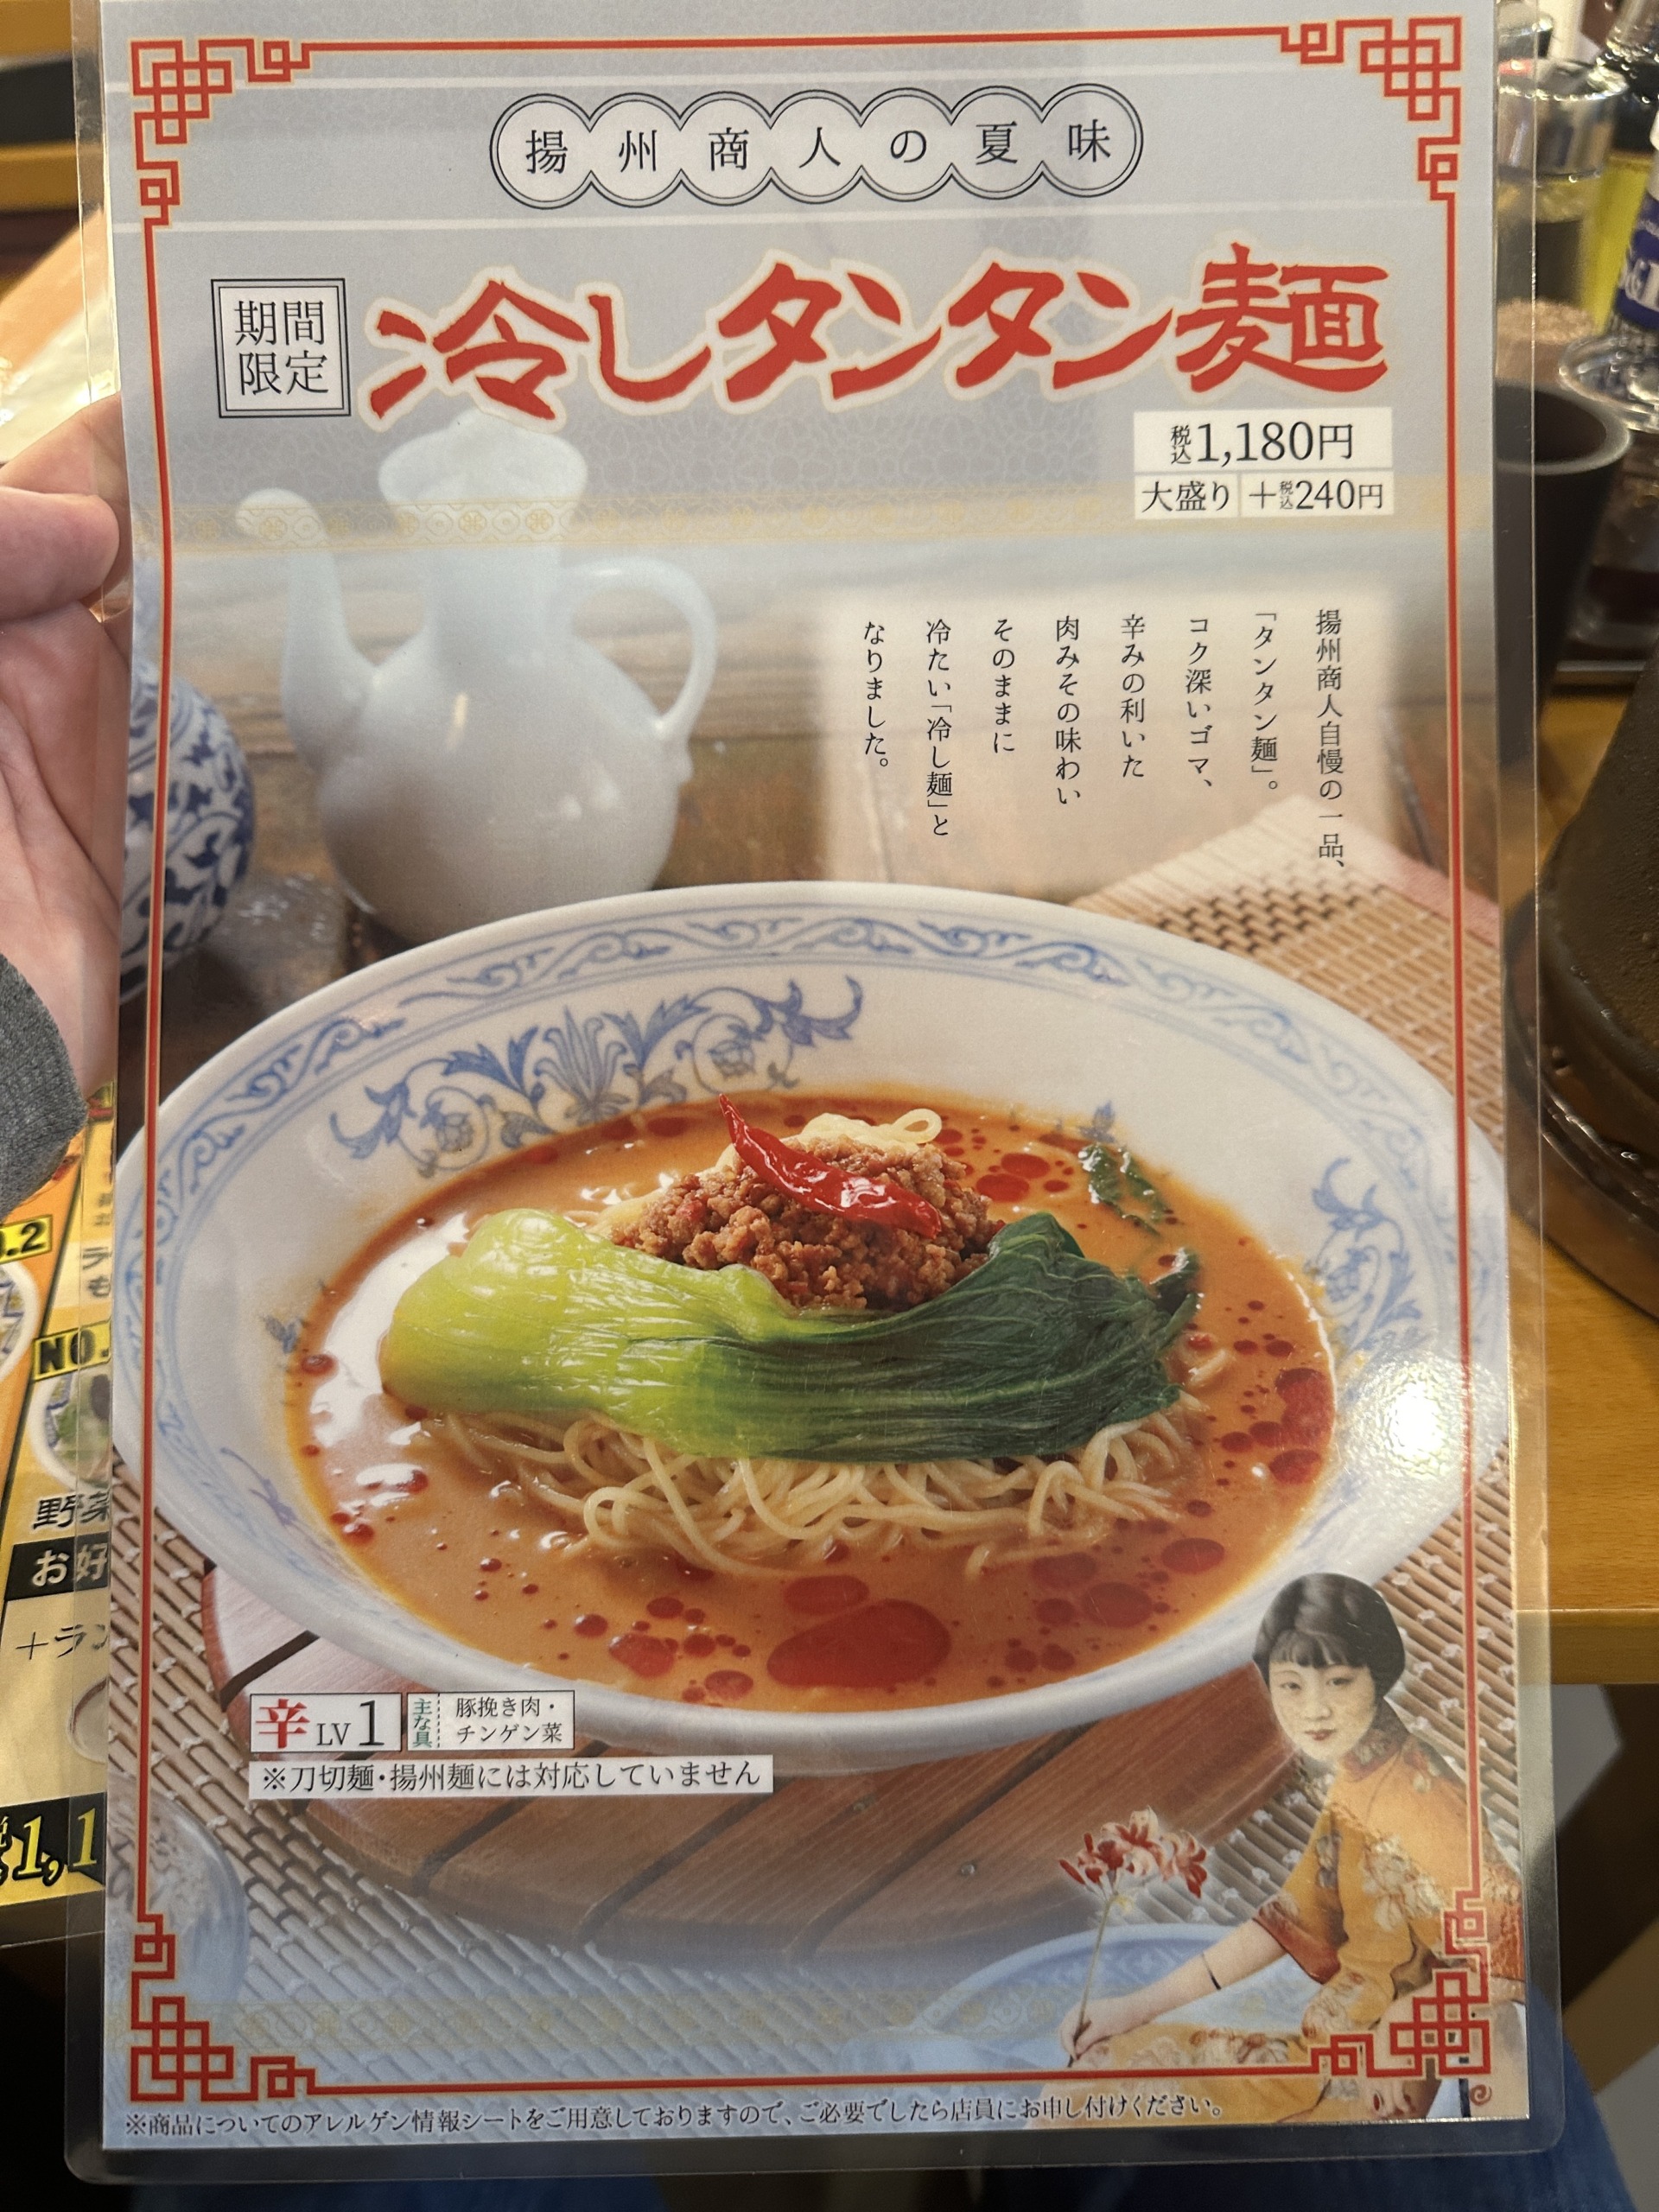 揚州商人の夏味
期間
限定
冷しタンタン麺
税込1,180円
大盛り ＋税込240円
揚州商人自慢の一品、
「タンタン麺」。
コク深いゴマ、
辛みの利いた
肉みその味わい
そのままに
冷たい「冷し麺」と
なりました。
辛LV1
主な具
豚挽き肉・
チンゲン菜
※刀切麺・揚州麺には対応していません
※商品についてのアレルゲン情報シートをご用意しておりますので、ご必要でしたら店員にお申し付けください。
NO.
野菜
お好